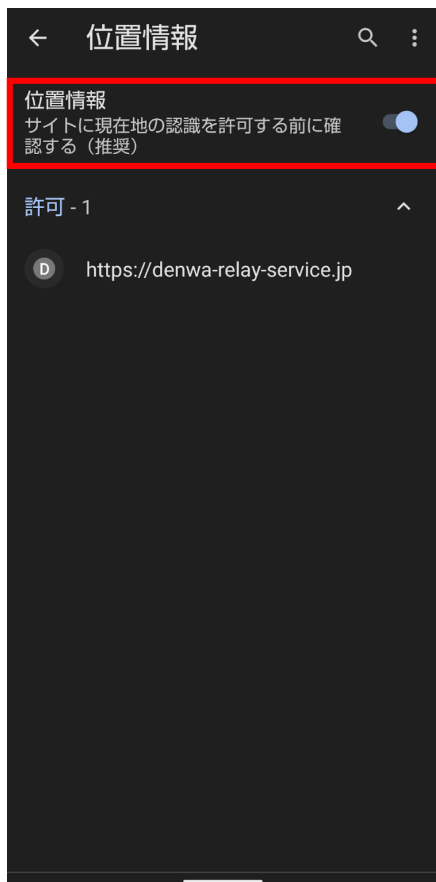 位置情報
位置情報
サイトに現在地の認識を許可する前に確
認する（推奨）
許可 - 1
D
https://denwa-relay-service.jp